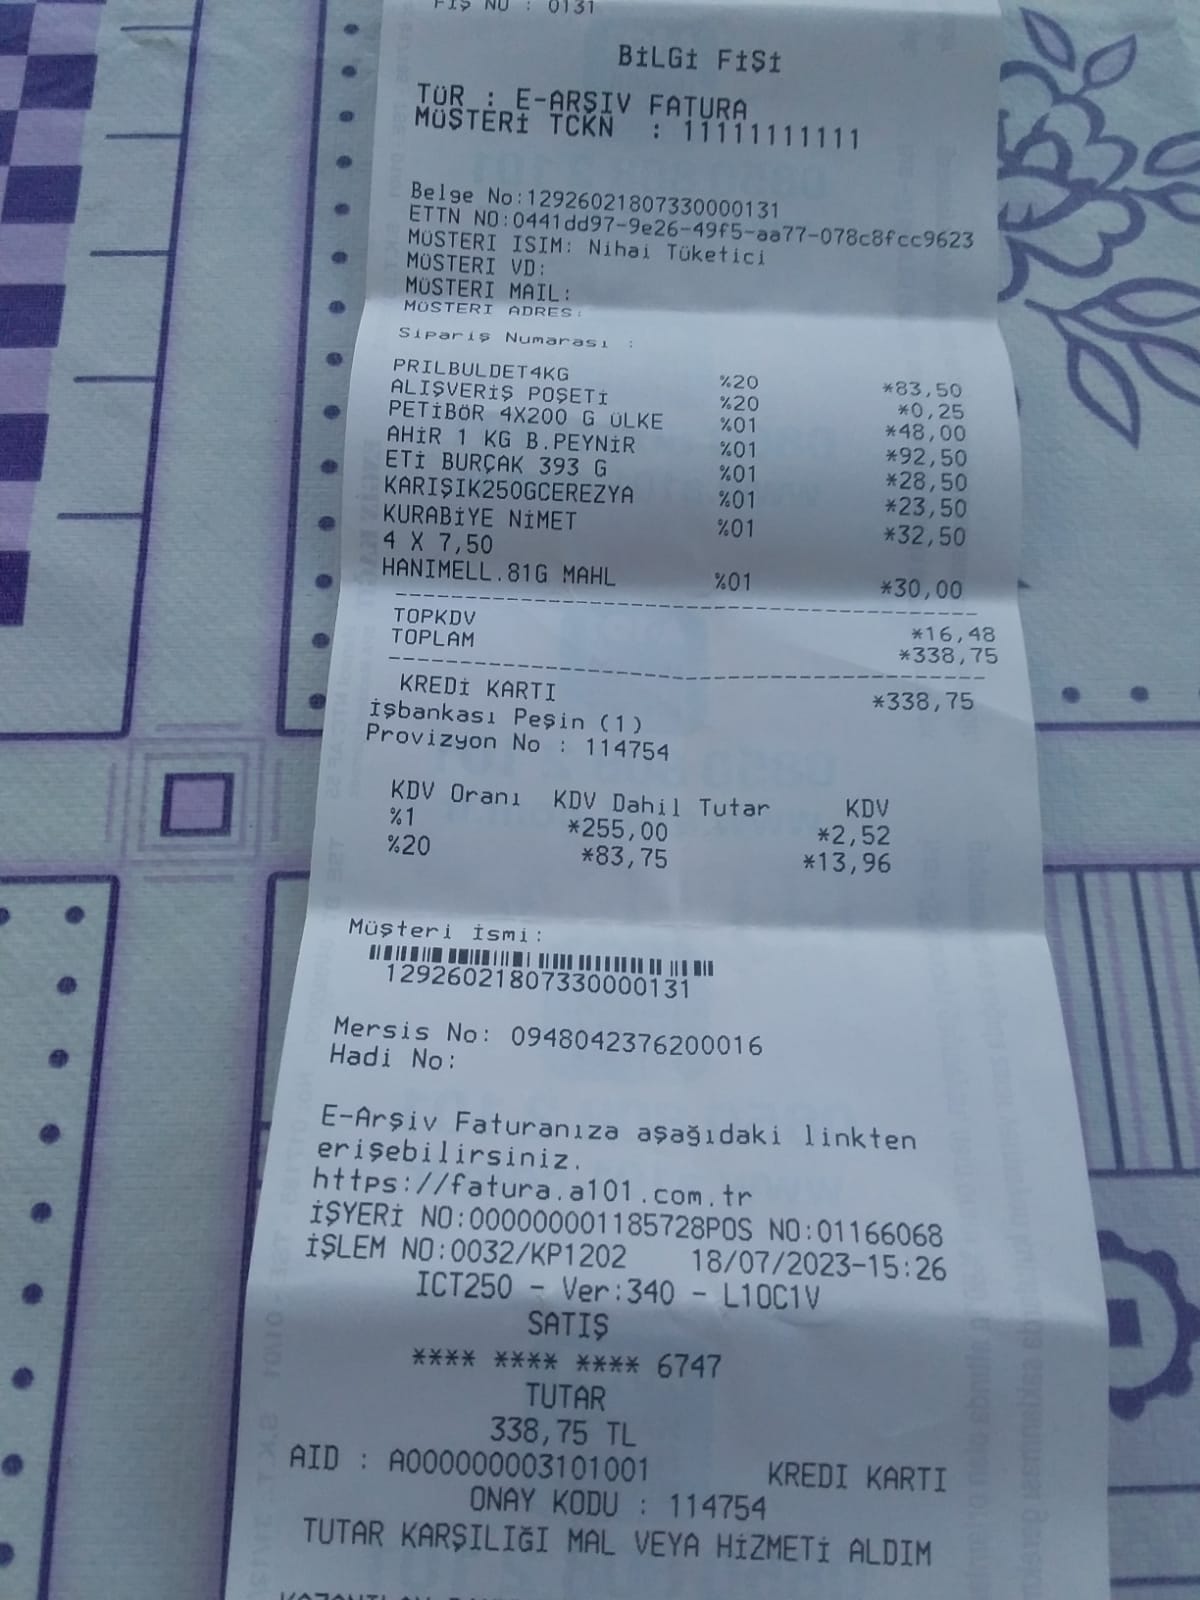 FİŞ NO : 0131
BİLGİ FİŞİ
TÜR : E-ARŞIV FATURA
MÜŞTERİ TCKN : 11111111111
Belge No:12926021807330000131
ETTN NO:0441dd97-9e26-49f5-aa77-078c8fcc9623
MÜSTERI ISIM: Nihai Tüketici
MÜSTERI VD:
MÜSTERI MAIL:
MÜSTERI ADRES:
Sipariş Numarası :
PRILBULDET4KG %20 *83,50
ALIŞVERİŞ POŞETİ %20 *0,25
PETİBÖR 4X200 G ÜLKE %01 *48,00
AHİR 1 KG B.PEYNİR %01 *92,50
ETİ BURÇAK 393 G %01 *28,50
KARIŞIK250GCEREZYA %01 *23,50
KURABİYE NİMET %01 *32,50
4 X 7,50
HANIMELL.81G MAHL %01 *30,00
TOPKDV *16,48
TOPLAM *338,75
KREDİ KARTI *338,75
İşbankası Peşin (1)
Provizyon No : 114754
KDV Oranı KDV Dahil Tutar KDV
%1 *255,00 *2,52
%20 *83,75 *13,96
Müşteri İsmi:
12926021807330000131
Mersis No: 0948042376200016
Hadi No:
E-Arşiv Faturanıza aşağıdaki linkten
erişebilirsiniz.
https://fatura.a101.com.tr
İŞYERİ NO:000000001185728POS NO:01166068
İŞLEM NO:0032/KP1202 18/07/2023-15:26
ICT250 - Ver:340 - L10C1V
SATIŞ
**** **** **** 6747
TUTAR
338,75 TL
AID : A0000000003101001 KREDI KARTI
ONAY KODU : 114754
TUTAR KARŞILIĞI MAL VEYA HİZMETİ ALDIM